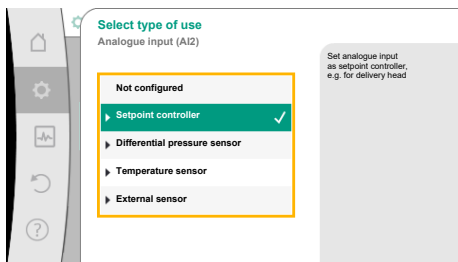 Select type of use
Analogue input (AI2)
Set analogue input
as setpoint controller,
e.g. for delivery head
Not configured
Setpoint controller
Differential pressure sensor
Temperature sensor
External sensor
?